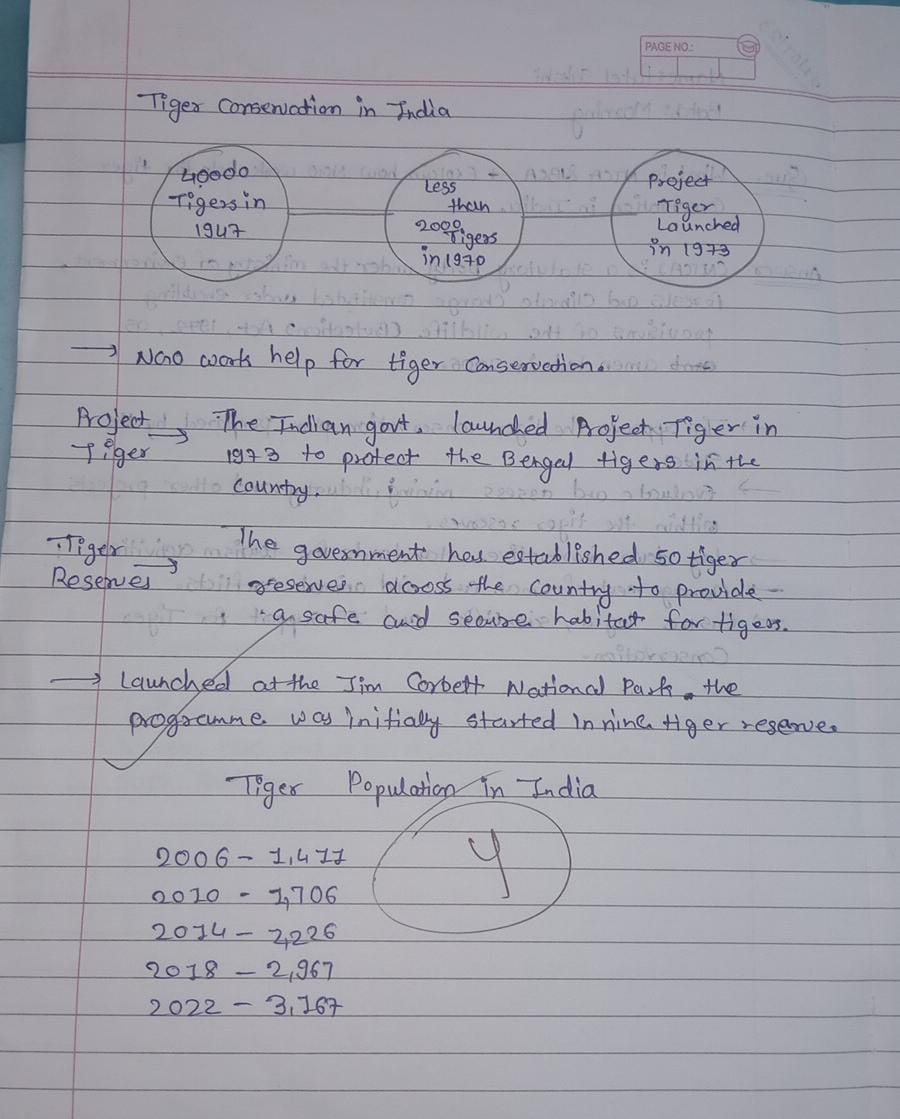 PAGE NO.:
Tiger Conservation in India
40000
Tigers in
1947
Less
than
2000
Tigers
in 1970
Project
Tiger
Launched
in 1973
→ NGO work help for tiger Conservation.
Project → The Indian govt. launched Project Tiger in
Tiger 1973 to protect the Bengal tigers in the
country.
Tiger The government has established 50 tiger
Reserves → reserves across the country to provide
a safe and secure habitat for tigers.
→ Launched at the Jim Corbett National Park. the
programme was initially started in nine tiger reserve.
Tiger Population in India
2006 - 1,411
2010 - 1,706
2014 - 2,226
2018 - 2,967
2022 - 3,167